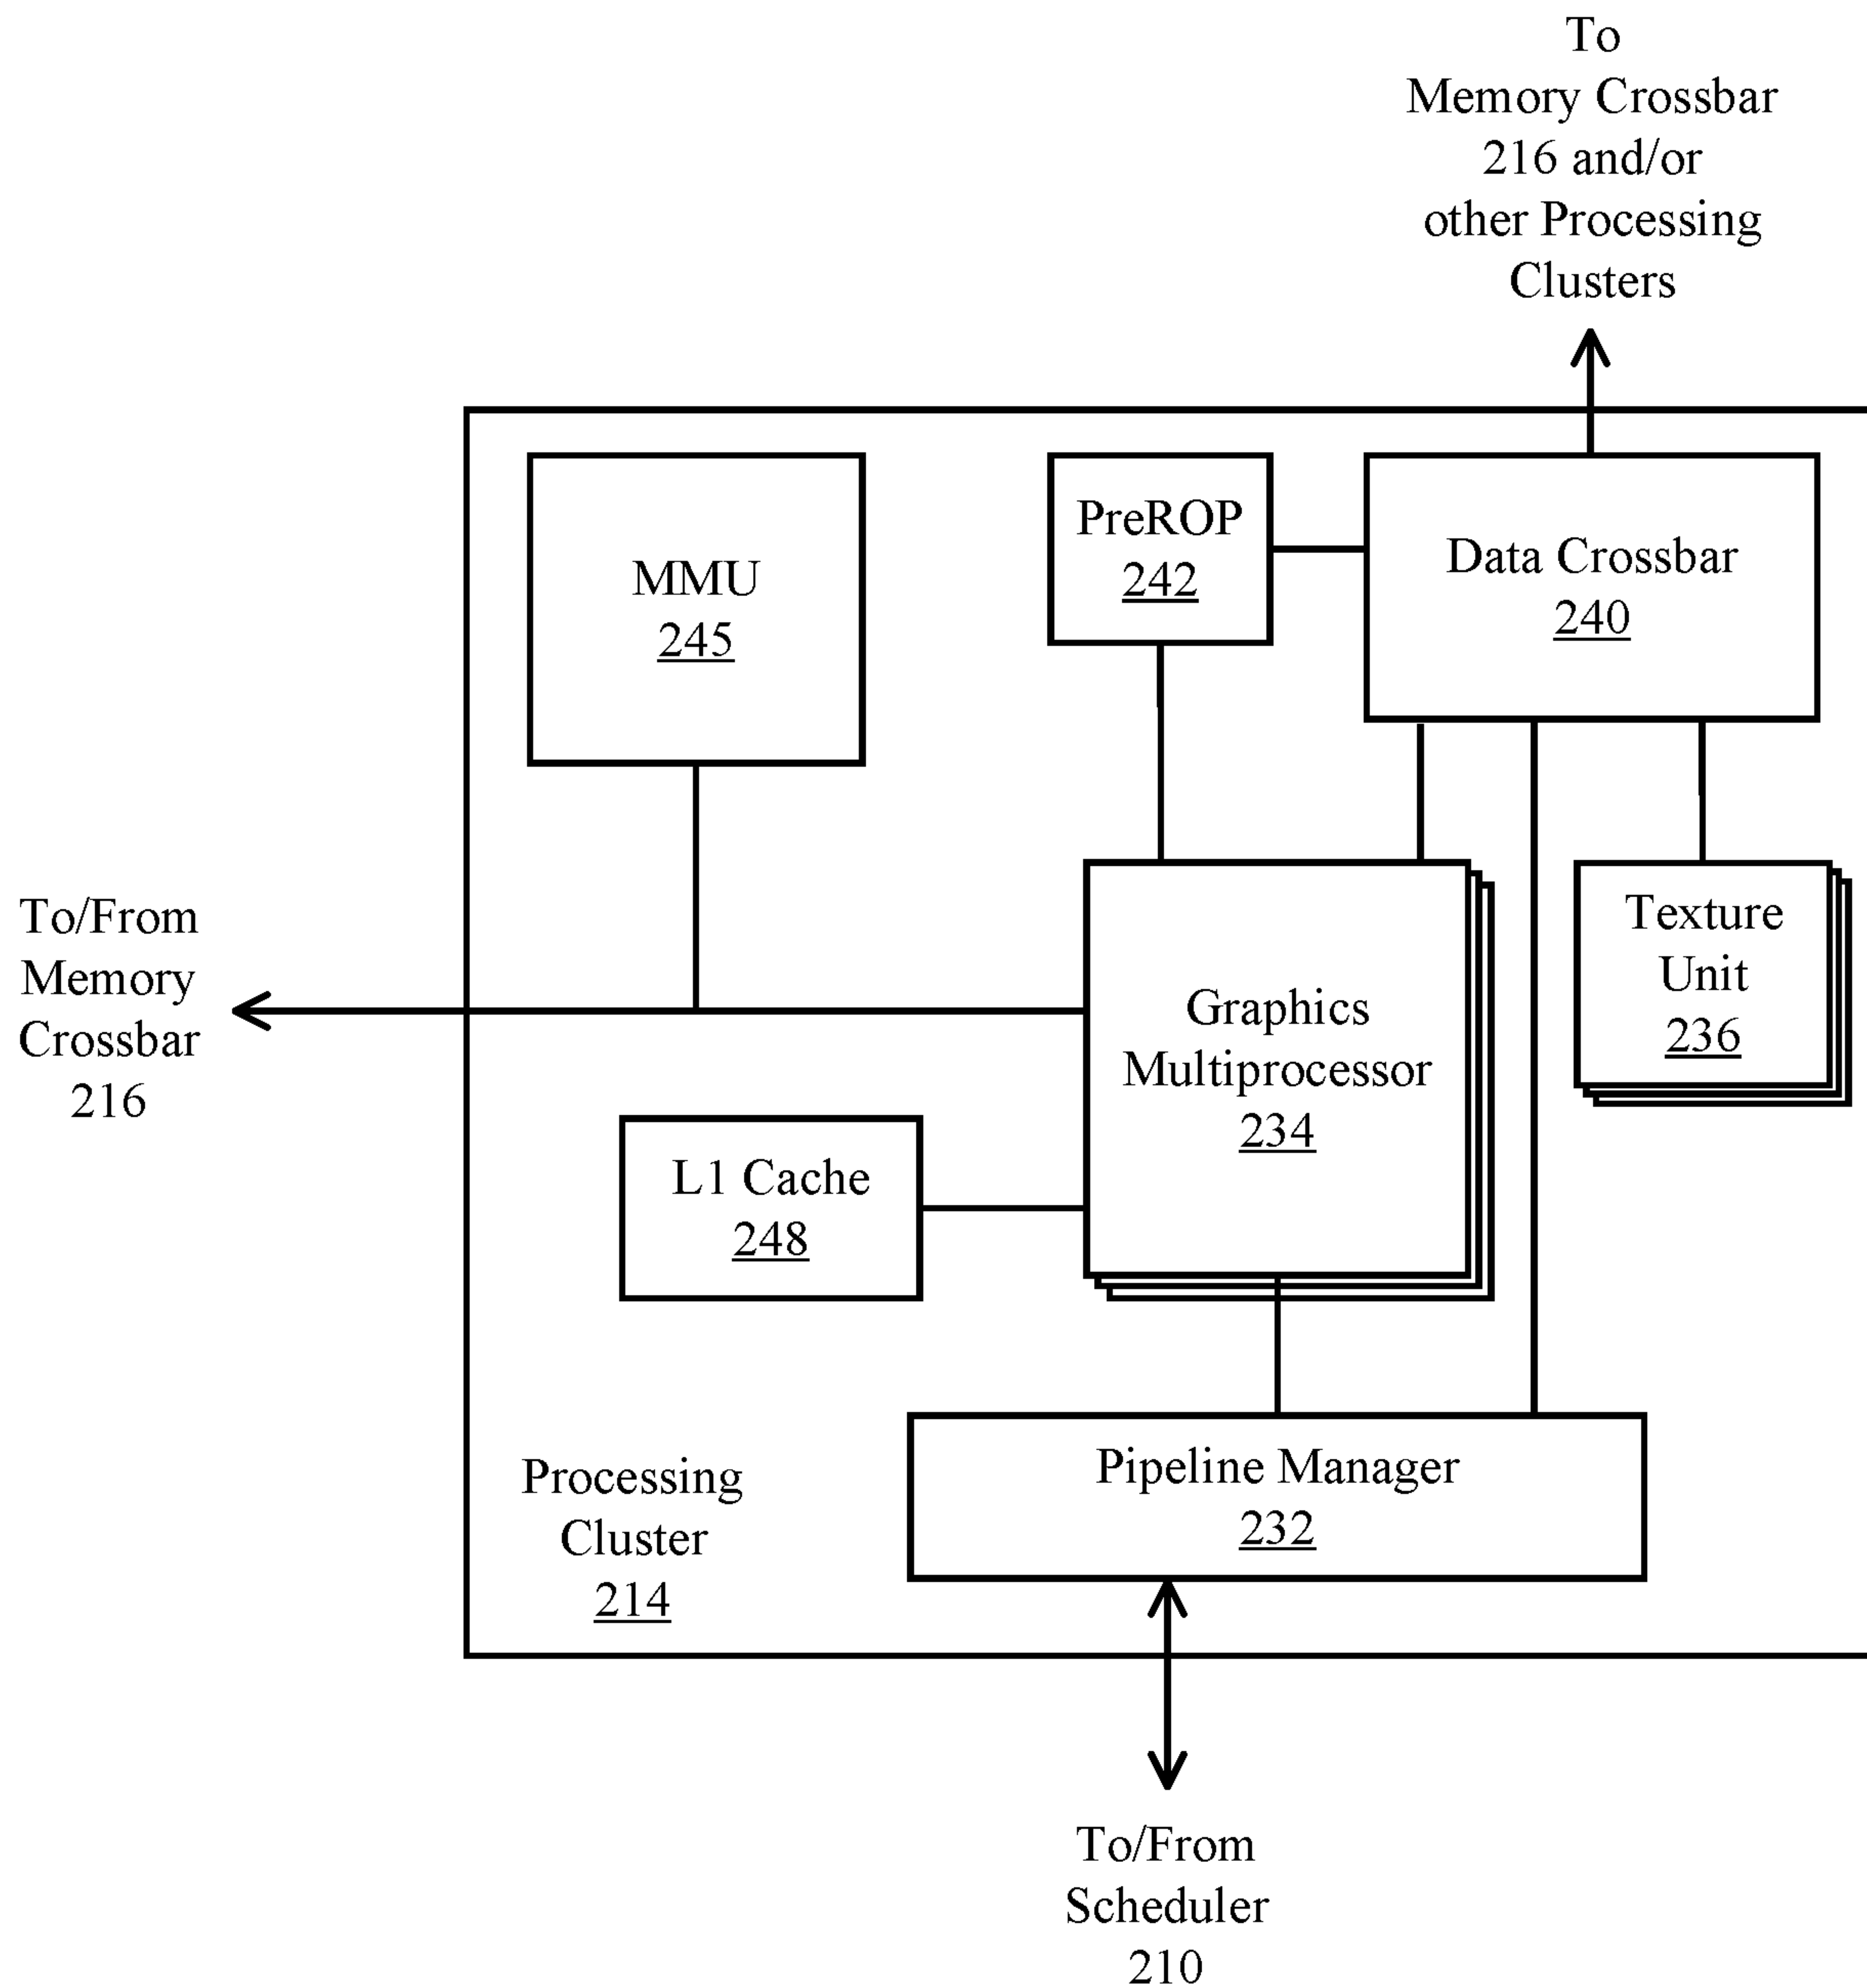 To
Memory Crossbar
216 and/or
other Processing
Clusters
MMU
245
PreROP
242
Data Crossbar
240
To/From
Memory
Crossbar
216
Graphics
Multiprocessor
234
Texture
Unit
236
L1 Cache
248
Processing
Cluster
214
Pipeline Manager
232
To/From
Scheduler
210